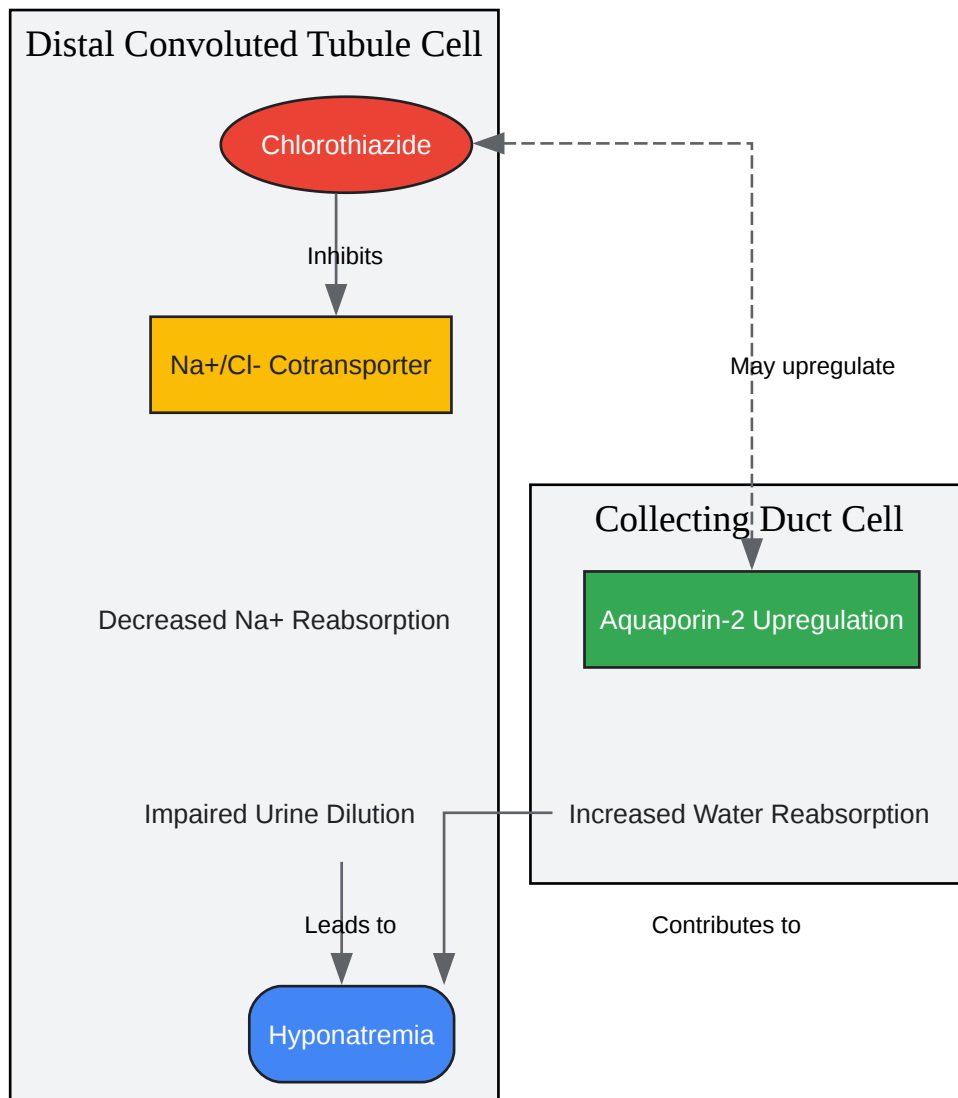 Distal Convoluted Tubule Cell
Chlorothiazide
Inhibits
Na+/Cl- Cotransporter
May upregulate
Collecting Duct Cell
Decreased Na+ Reabsorption
Aquaporin-2 Upregulation
Impaired Urine Dilution
Increased Water Reabsorption
Leads to
Contributes to
Hyponatremia